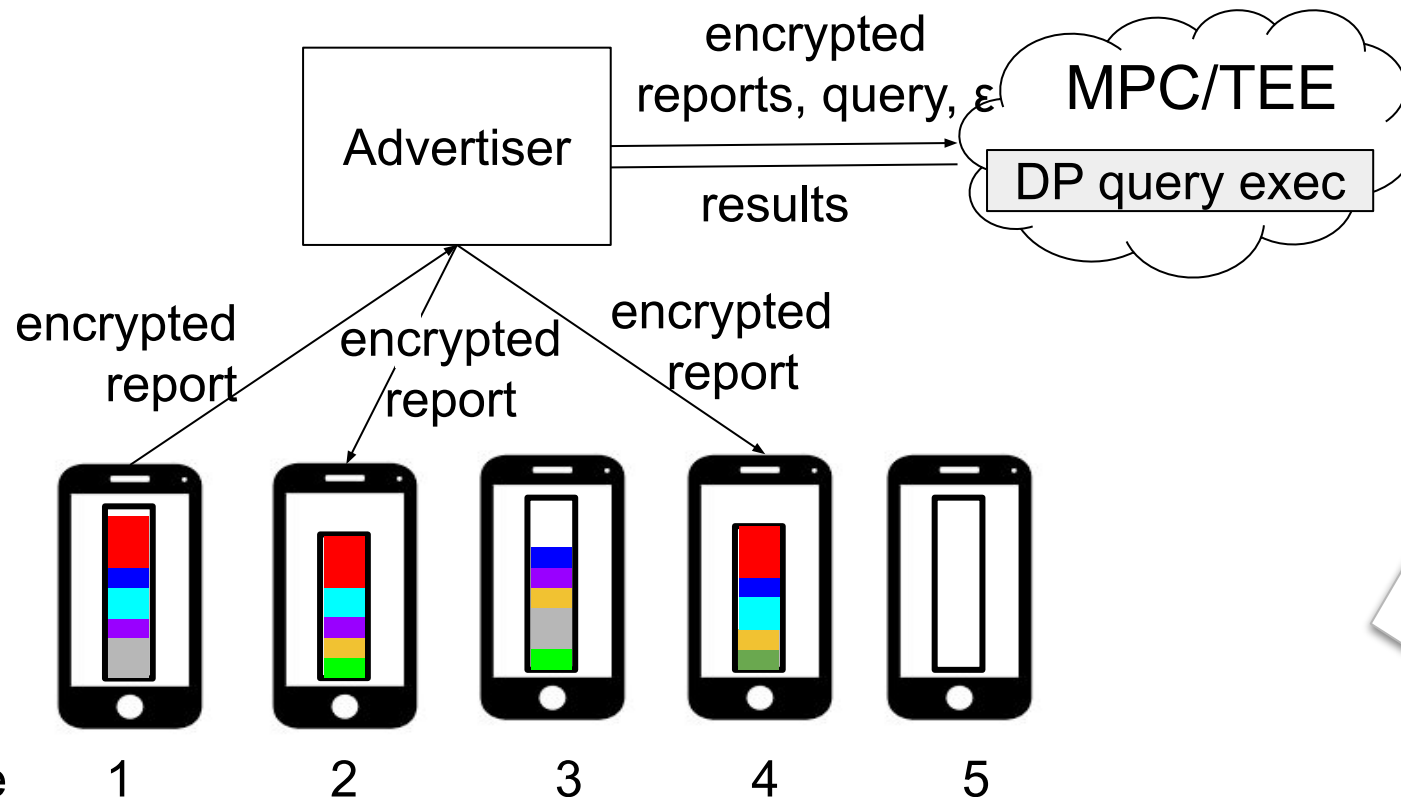 encrypted
reports, query, ε
MPC/TEE
Advertiser
DP query exec
results
encrypted
report
encrypted
report
encrypted
report
e 1 2 3 4 5